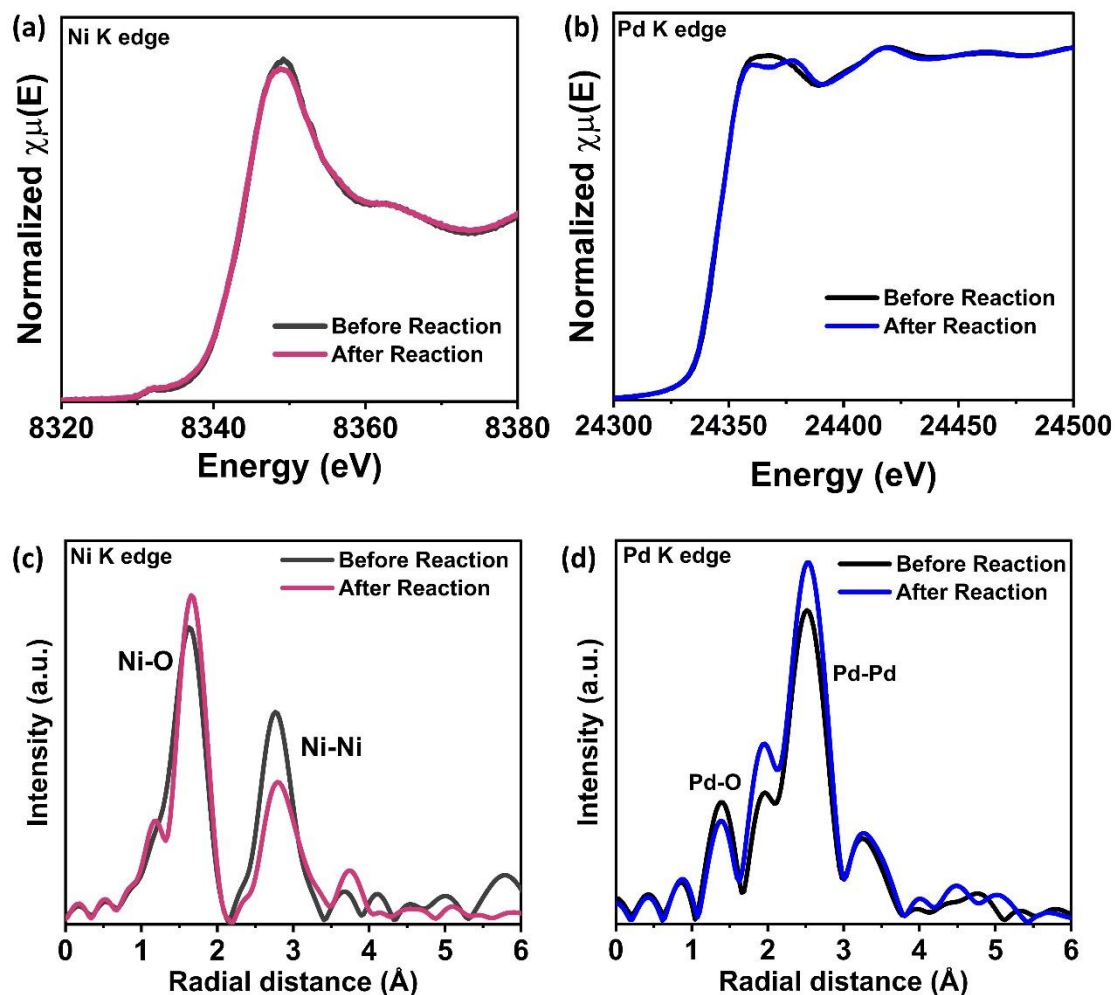 (a)
Ni K edge
Normalized χμ(E)
Before Reaction
After Reaction
8320 8340 8360 8380
Energy (eV)
(b)
Pd K edge
Normalized χμ(E)
Before Reaction
After Reaction
24300 24350 24400 24450 24500
Energy (eV)
(c)
Ni K edge
Before Reaction
After Reaction
Ni-O
Ni-Ni
Intensity (a.u.)
0 1 2 3 4 5 6
Radial distance (Å)
(d)
Pd K edge
Before Reaction
After Reaction
Pd-Pd
Pd-O
Intensity (a.u.)
0 1 2 3 4 5 6
Radial distance (Å)